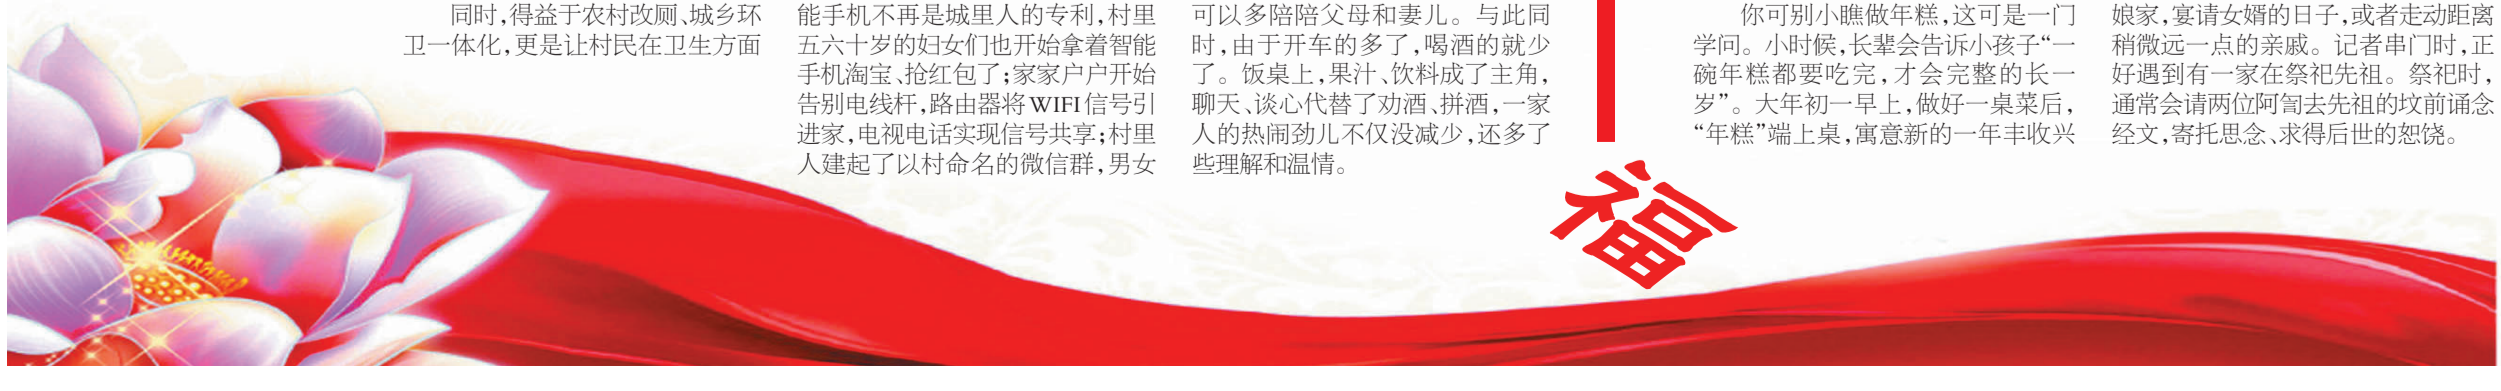 同时,得益于农村改厕、城乡环
卫一体化,更是让村民在卫生方面
能手机不再是城里人的专利,村里
五六十岁的妇女们也开始拿着智能
手机淘宝、抢红包了;家家户户开始
告别电线杆,路由器将WIFI信号引
进家,电视电话实现信号共享;村里
人建起了以村命名的微信群,男女
可以多陪陪父母和妻儿。与此同
时,由于开车的多了,喝酒的就少
了。饭桌上,果汁、饮料成了主角,
聊天、谈心代替了劝酒、拼酒,一家
人的热闹劲儿不仅没减少,还多了
些理解和温情。
福
你可别小瞧做年糕,这可是一门
学问。小时候,长辈会告诉小孩子“一
碗年糕都要吃完,才会完整的长一
岁”。大年初一早上,做好一桌菜后,
“年糕”端上桌,寓意新的一年丰收兴
娘家,宴请女婿的日子,或者走动距离
稍微远一点的亲戚。记者串门时,正
好遇到有一家在祭祀先祖。祭祀时,
通常会请两位阿訇去先祖的坟前诵念
经文,寄托思念、求得后世的恕饶。